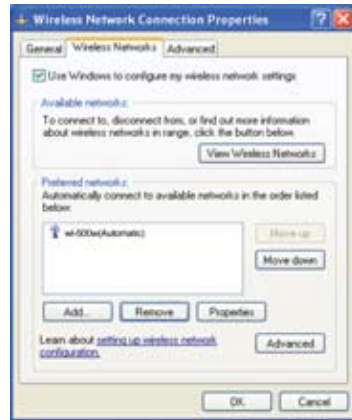 Wireless Network Connection Properties
General Wireless Networks Advanced
Use Windows to configure my wireless network settings
Available networks:
To connect to, disconnect from, or find out more information
about wireless networks in range, click the button below.
View Wireless Networks
Preferred networks:
Automatically connect to available networks in the order listed
below:
wl-500w(Automatic)
Move up
Move down
Add... Remove Properties
Learn about setting up wireless network
configuration.
Advanced
OK Cancel